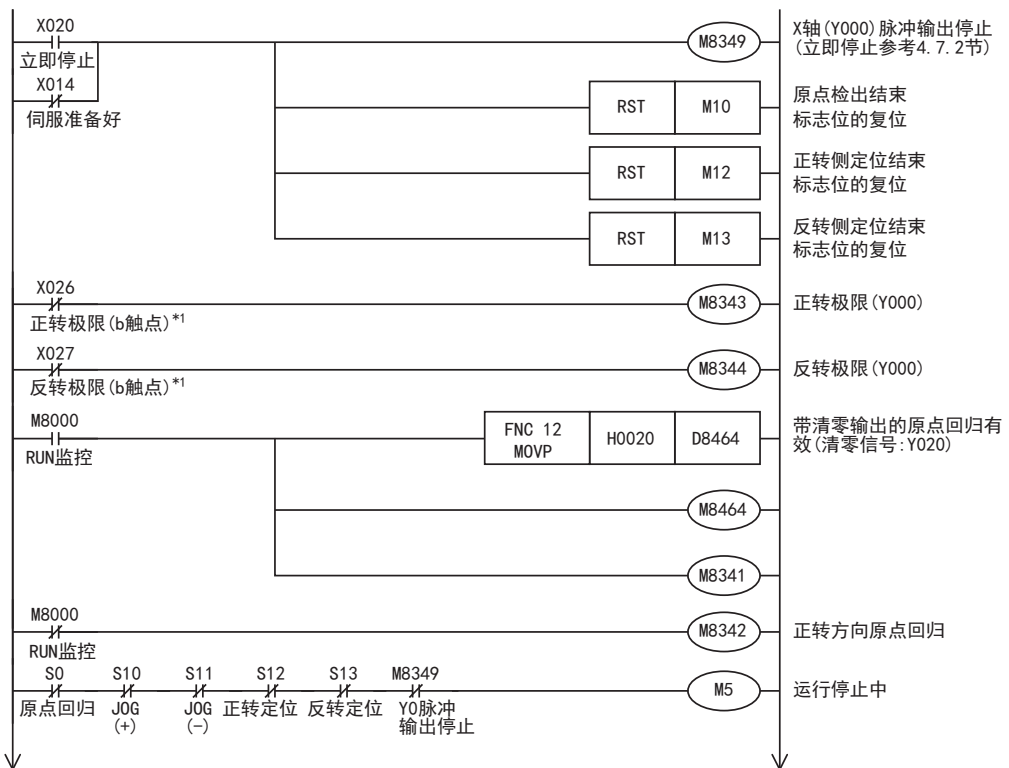 X020
立即停止
M8349
X轴(Y000)脉冲输出停止
(立即停止参考4.7.2节)
X014
伺服准备好
RST M10
原点检出结束
标志位的复位
RST M12
正转侧定位结束
标志位的复位
RST M13
反转侧定位结束
标志位的复位
X026
正转极限(b触点)*1
M8343
正转极限(Y000)
X027
反转极限(b触点)*1
M8344
反转极限(Y000)
M8000
RUN监控
FNC 12
MOVP
H0020 D8464
带清零输出的原点回归有
效(清零信号:Y020)
M8464
M8341
M8000
RUN监控
M8342
正转方向原点回归
S0 S10 S11 S12 S13 M8349
原点回归 JOG JOG 正转定位 反转定位 Y0脉冲
(+) (-) 输出停止
M5
运行停止中